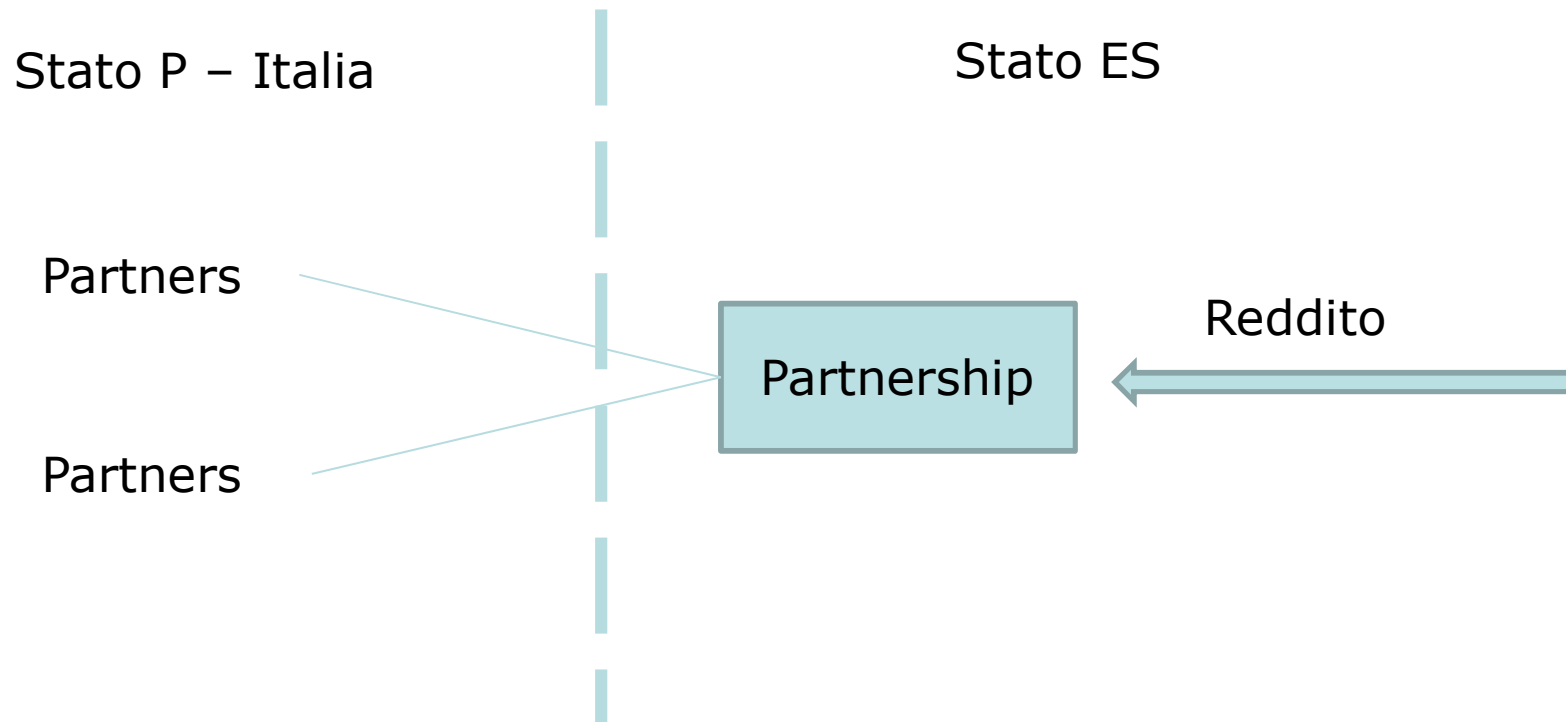 Stato P – Italia
Stato ES
Partners
Reddito
Partnership
Partners